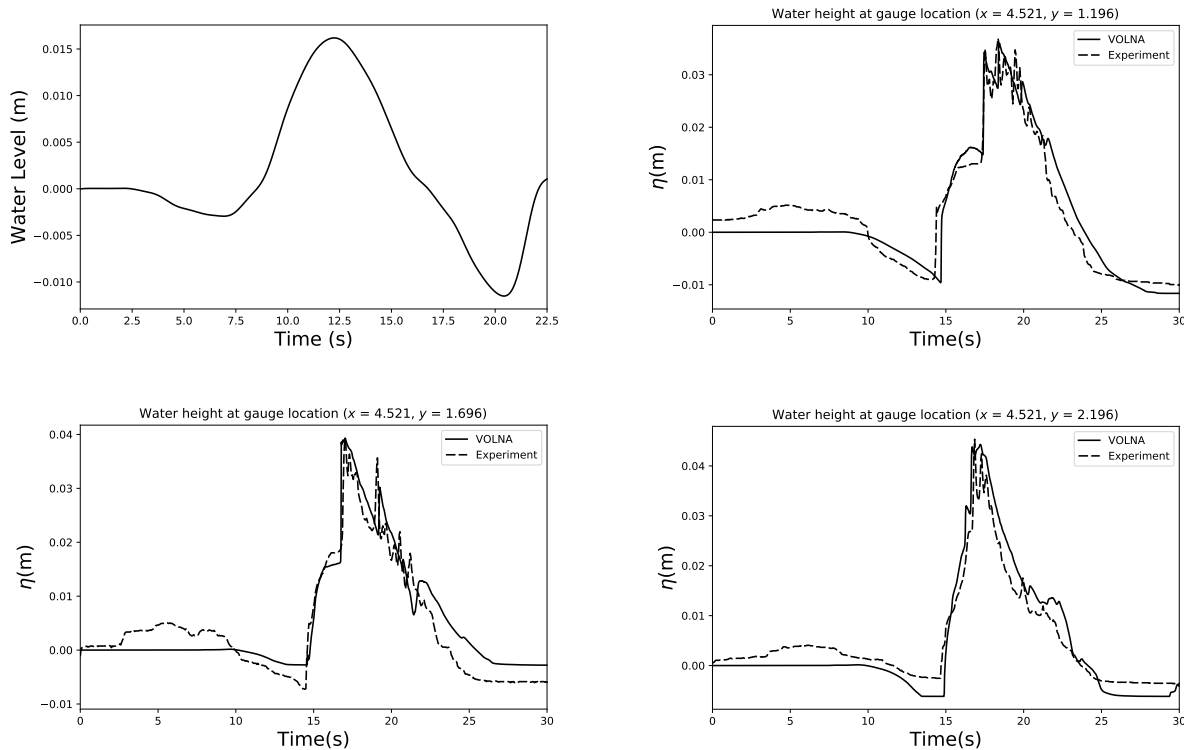 0.015
0.010
0.005
0.000
−0.005
−0.010
Water Level (m)
0.0 2.5 5.0 7.5 10.0 12.5 15.0 17.5 20.0 22.5
Time (s)
Water height at gauge location (x = 4.521, y = 1.196)
VOLNA
Experiment
0.03
0.02
0.01
0.00
−0.01
η(m)
0 5 10 15 20 25 30
Time(s)
Water height at gauge location (x = 4.521, y = 1.696)
VOLNA
Experiment
0.04
0.03
0.02
0.01
0.00
−0.01
η(m)
0 5 10 15 20 25 30
Time(s)
Water height at gauge location (x = 4.521, y = 2.196)
VOLNA
Experiment
0.04
0.03
0.02
0.01
0.00
η(m)
0 5 10 15 20 25 30
Time(s)